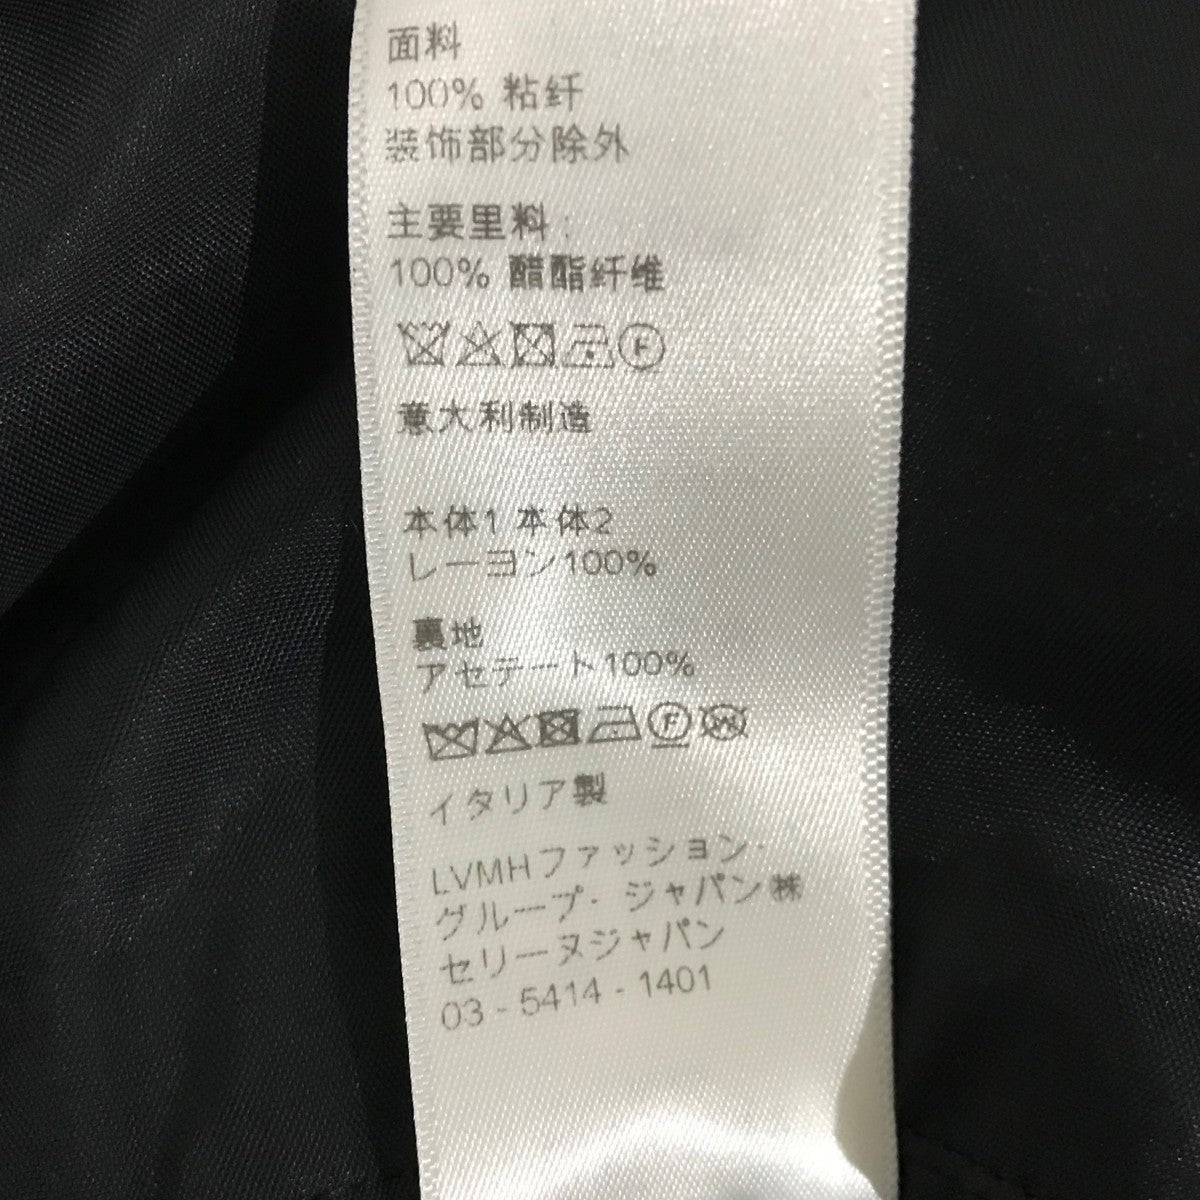 面料
100% 粘纤
装饰部分除外
主要里料:
100% 醋酯纤维
F
意大利制造
本体1 本体2
レーヨン100%
裏地
アセテート100%
F W
イタリア製
LVMHファッション・
グループ・ジャパン㈱
セリーヌジャパン
03 - 5414 - 1401